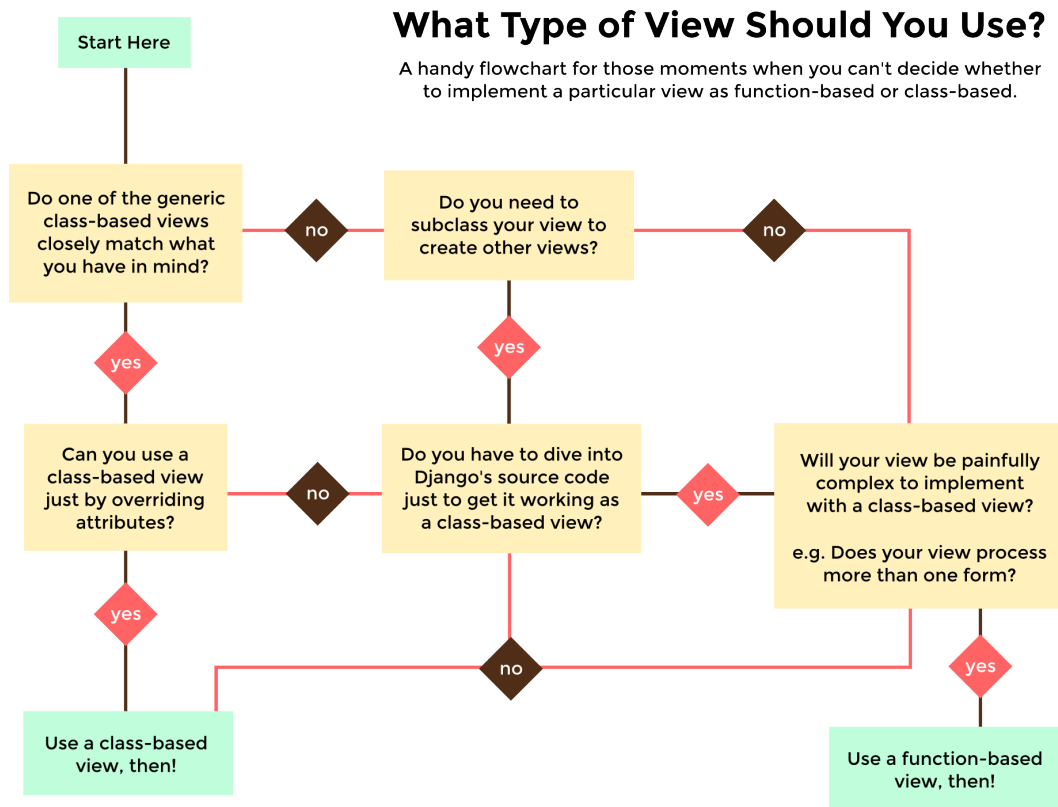 What Type of View Should You Use?
A handy flowchart for those moments when you can't decide whether
to implement a particular view as function-based or class-based.
Start Here
Do one of the generic
class-based views
closely match what
you have in mind?
no
Do you need to
subclass your view to
create other views?
no
yes
yes
Can you use a
class-based view
just by overriding
attributes?
no
Do you have to dive into
Django's source code
just to get it working as
a class-based view?
yes
Will your view be painfully
complex to implement
with a class-based view?
e.g. Does your view process
more than one form?
yes
no
yes
Use a class-based
view, then!
Use a function-based
view, then!